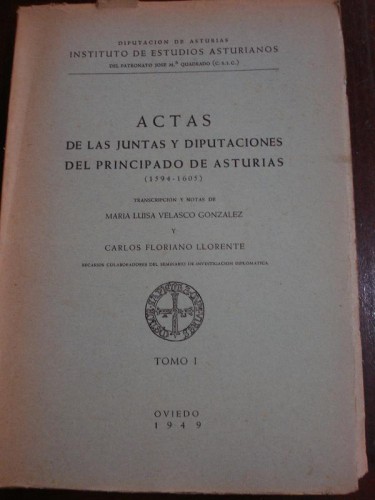 DIPUTACION DE ASTURIAS
INSTITUTO DE ESTUDIOS ASTURIANOS
DEL PATRONATO JOSÉ M.ª QUADRADO (C.S.I.C.)
ACTAS
DE LAS JUNTAS Y DIPUTACIONES
DEL PRINCIPADO DE ASTURIAS
(1594-1605)
TRANSCRIPCIÓN Y NOTAS DE
MARIA LUISA VELASCO GONZALEZ
Y
CARLOS FLORIANO LLORENTE
BECARIOS COLABORADORES DEL SEMINARIO DE INVESTIGACION DIPLOMATICA
TOMO I
OVIEDO
1949